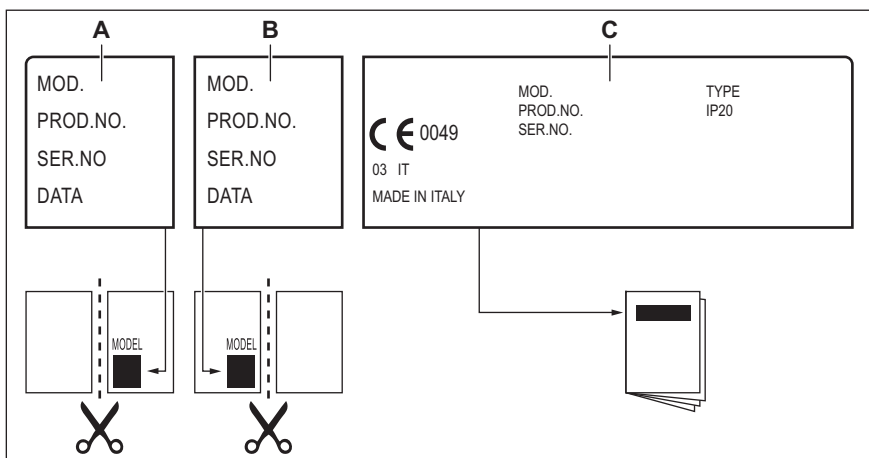 A
B
C
MOD.
PROD.NO.
SER.NO
DATA
MOD.
PROD.NO.
SER.NO
DATA
MOD.
PROD.NO.
SER.NO.
TYPE
IP20
CE 0049
03 IT
MADE IN ITALY
MODEL
MODEL